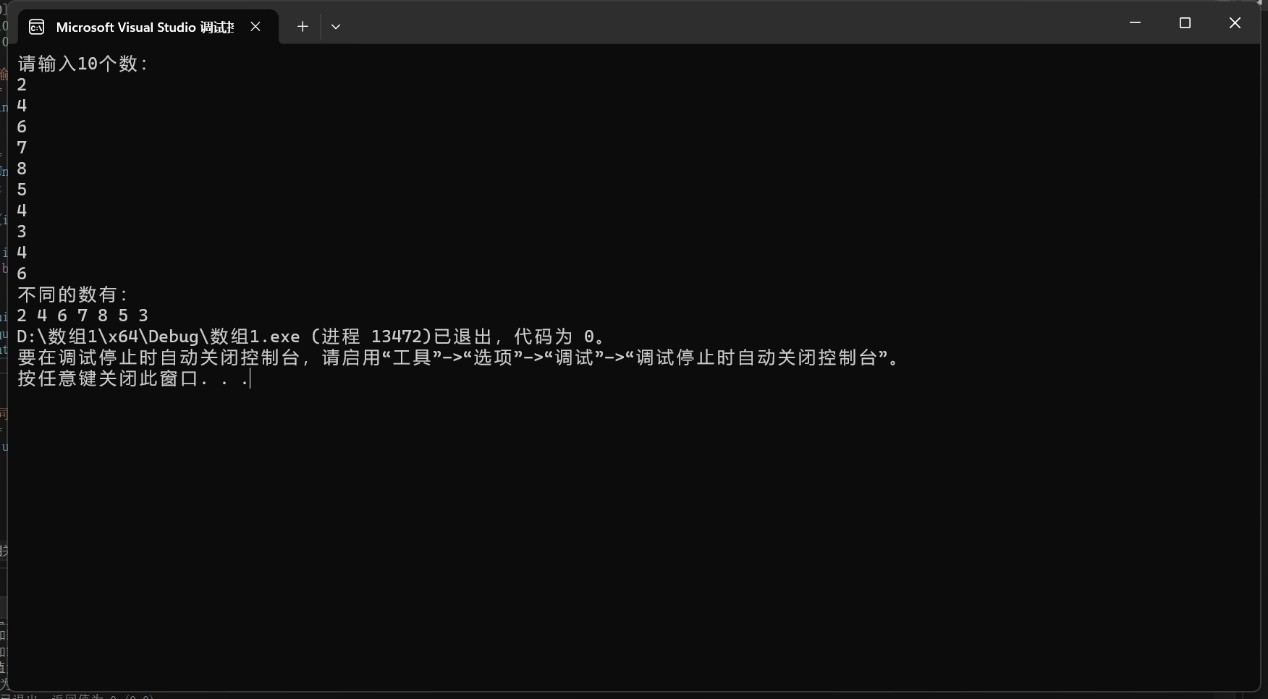 Microsoft Visual Studio 调试控
请输入10个数：
2
4
6
7
8
5
4
3
4
6
不同的数有：
2 4 6 7 8 5 3
D:\数组1\x64\Debug\数组1.exe (进程 13472)已退出，代码为 0。
要在调试停止时自动关闭控制台，请启用“工具”->“选项”->“调试”->“调试停止时自动关闭控制台”。
按任意键关闭此窗口. . .